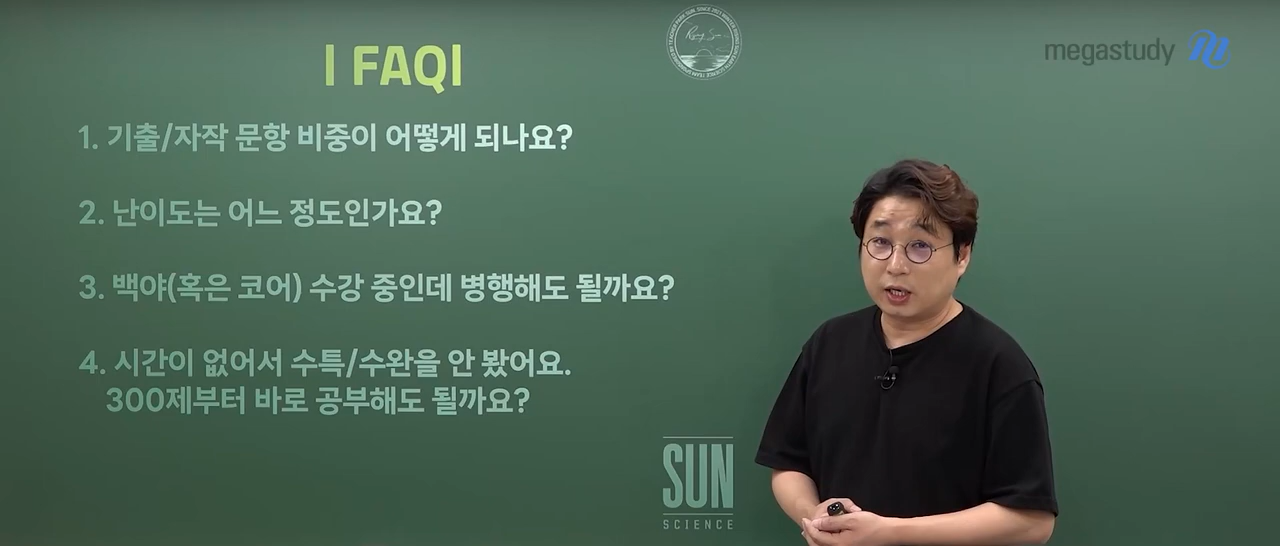 megastudy
| FAQ|
1. 기출/자작 문항 비중이 어떻게 되나요?
2. 난이도는 어느 정도인가요?
3. 백야(혹은 코어) 수강 중인데 병행해도 될까요?
4. 시간이 없어서 수특/수완을 안 봤어요.
300제부터 바로 공부해도 될까요?
SUN
SCIENCE